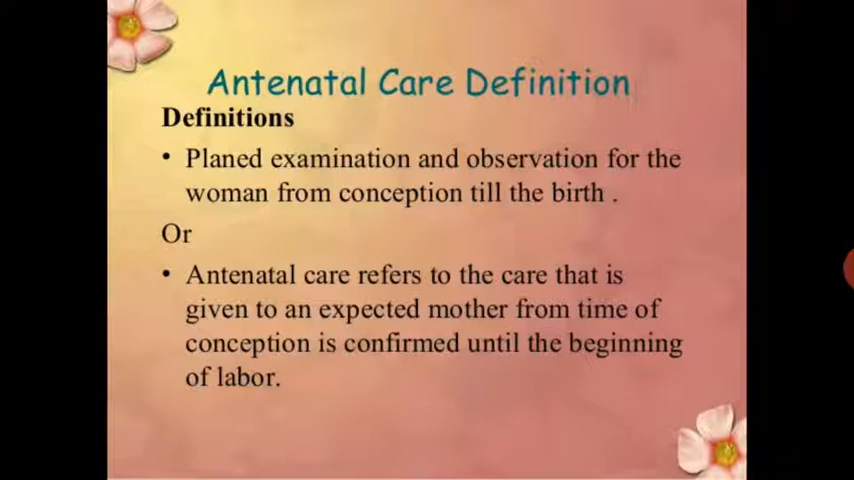 Antenatal Care Definition
Definitions
• Planed examination and observation for the
woman from conception till the birth .
Or
• Antenatal care refers to the care that is
given to an expected mother from time of
conception is confirmed until the beginning
of labor.